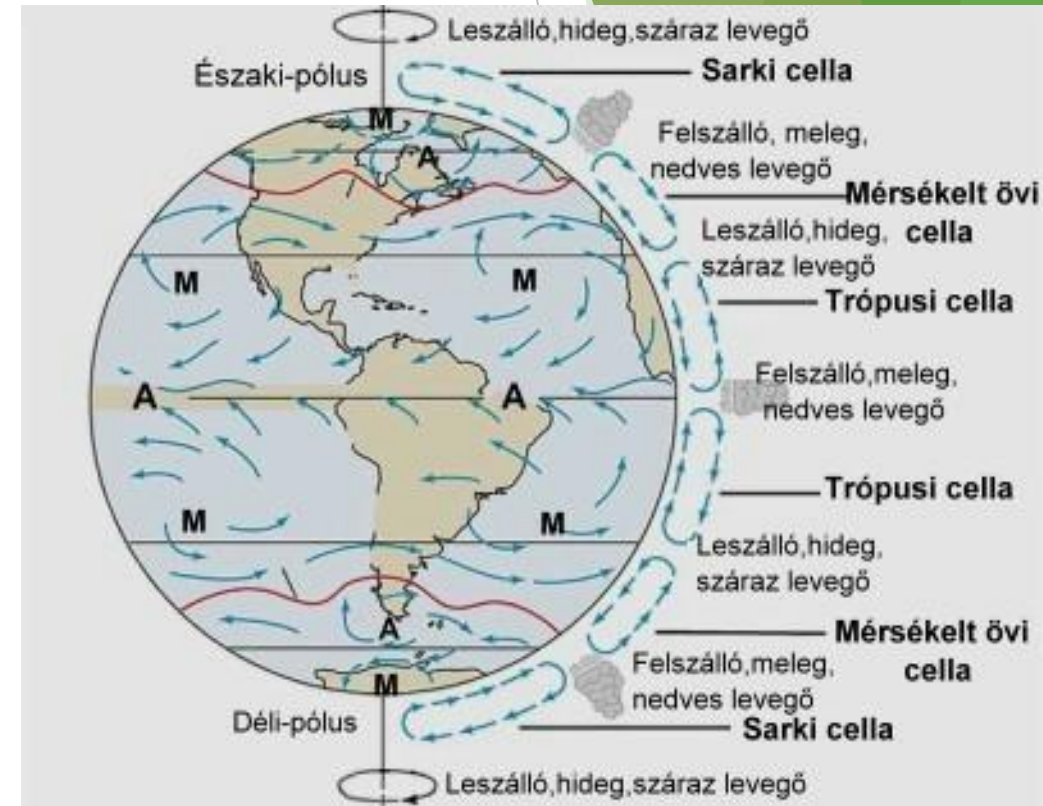 Leszálló,hideg,száraz levegő
Északi-pólus
Sarki cella
M
A
Felszálló, meleg,
nedves levegő
Mérsékelt övi
cella
Leszálló,hideg,
száraz levegő
M
M
Trópusi cella
A
A
Felszálló,meleg,
nedves levegő
Trópusi cella
M
M
Leszálló,hideg,
száraz levegő
A
Mérsékelt övi
cella
Felszálló,meleg,
nedves levegő
M
Déli-pólus
Sarki cella
Leszálló,hideg,száraz levegő